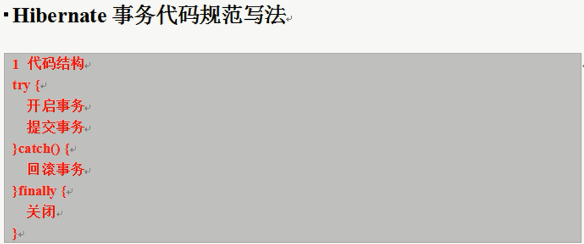 ▪Hibernate 事务代码规范写法↵
1 代码结构↵
try {↵
开启事务↵
提交事务↵
}catch() {↵
回滚事务↵
}finally {↵
关闭↵
}↵